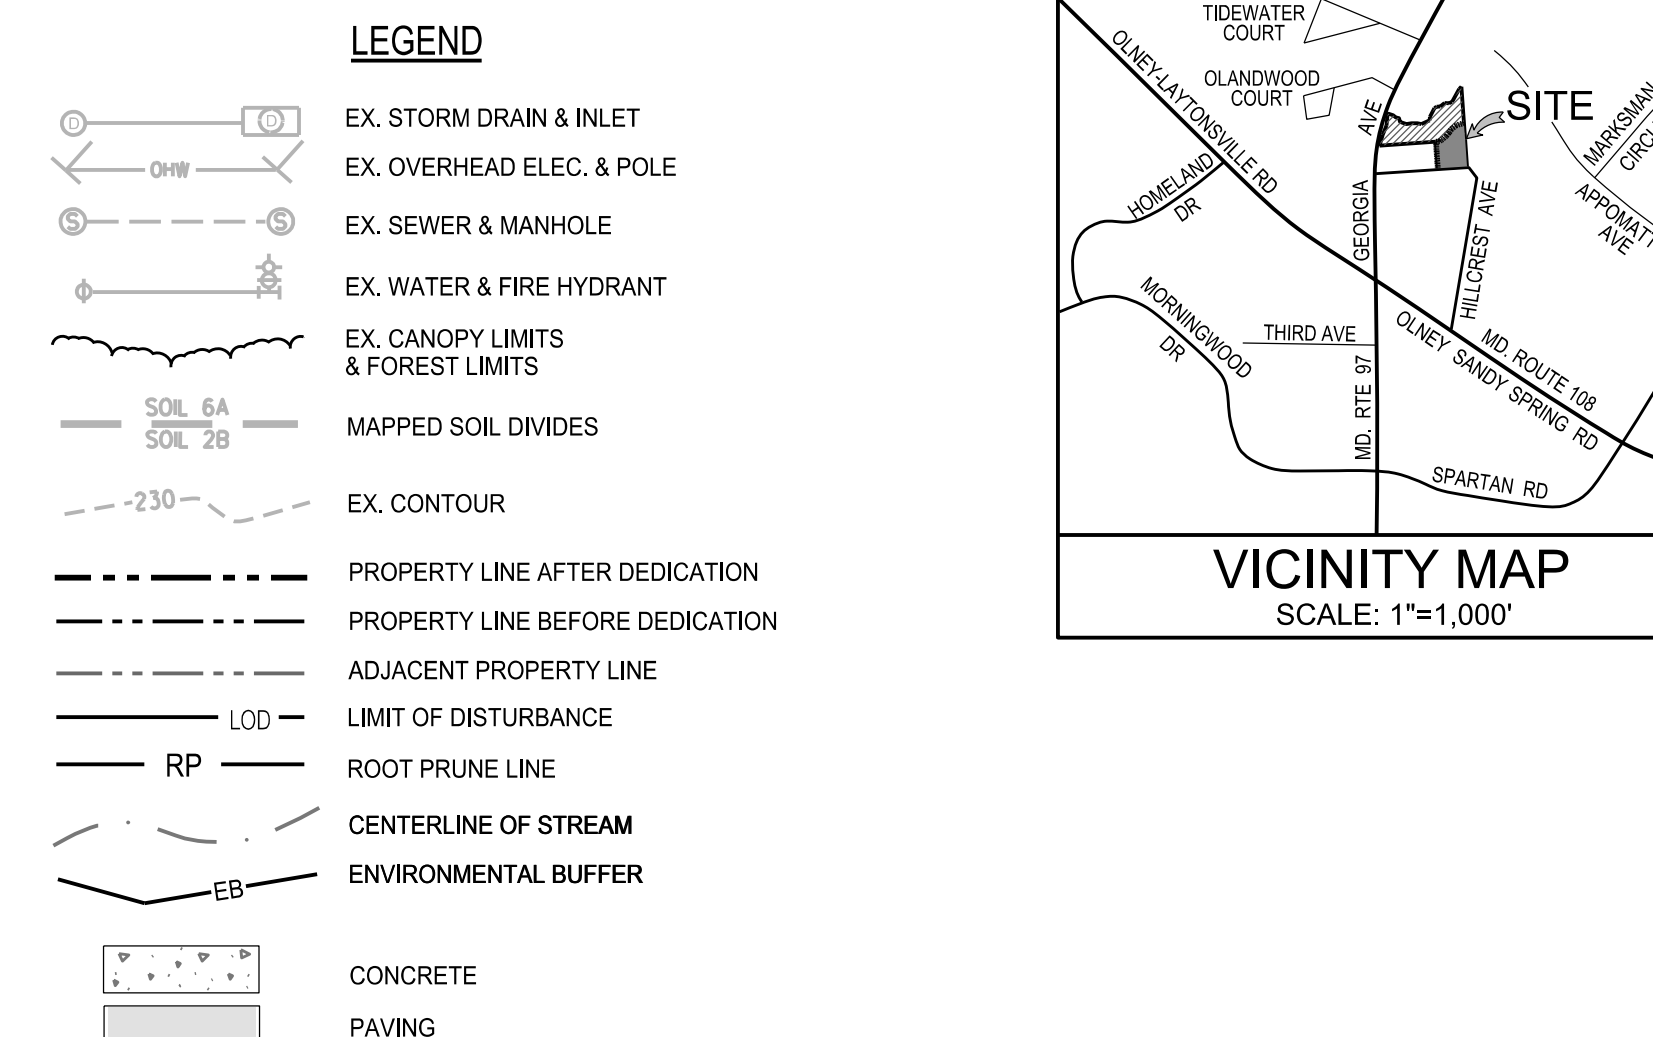 LEGEND
D
D
EX. STORM DRAIN & INLET
OHW
EX. OVERHEAD ELEC. & POLE
S
S
EX. SEWER & MANHOLE
EX. WATER & FIRE HYDRANT
EX. CANOPY LIMITS
& FOREST LIMITS
SOIL 6A
SOIL 2B
MAPPED SOIL DIVIDES
-230
EX. CONTOUR
PROPERTY LINE AFTER DEDICATION
PROPERTY LINE BEFORE DEDICATION
ADJACENT PROPERTY LINE
LOD
LIMIT OF DISTURBANCE
RP
ROOT PRUNE LINE
CENTERLINE OF STREAM
EB
ENVIRONMENTAL BUFFER
CONCRETE
PAVING
TIDEWATER
COURT
OLNEY-LAYTONSVILLE RD
OLANDWOOD
COURT
GEORGIA AVE
SITE
MARKSMAN
CIRC
APPOMATT
AVE
HOMELAND
DR
HILLCREST AVE
MORNINGWOOD
DR
THIRD AVE
MD. RTE 97
MD. ROUTE 108
OLNEY SANDY SPRING RD
SPARTAN RD
VICINITY MAP
SCALE: 1"=1,000'